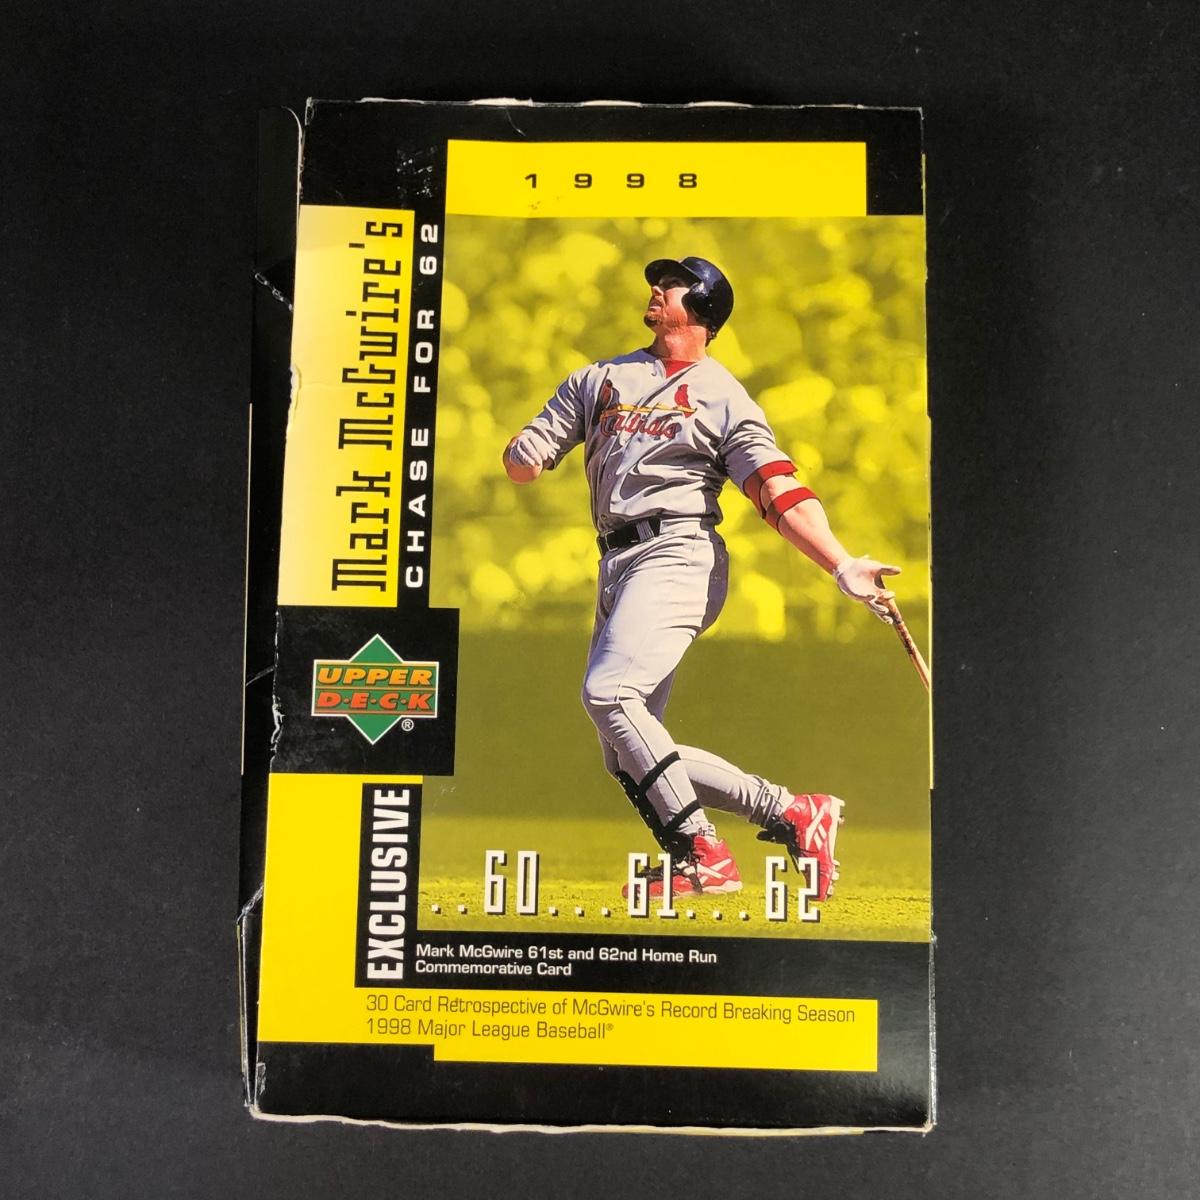 1998
Mark McGwire's
CHASE FOR 62
Cardinals
UPPER
D·E·C·K
®
EXCLUSIVE
..60...61...62
Mark McGwire 61st and 62nd Home Run
Commemorative Card
30 Card Retrospective of McGwire's Record Breaking Season
1998 Major League Baseball®